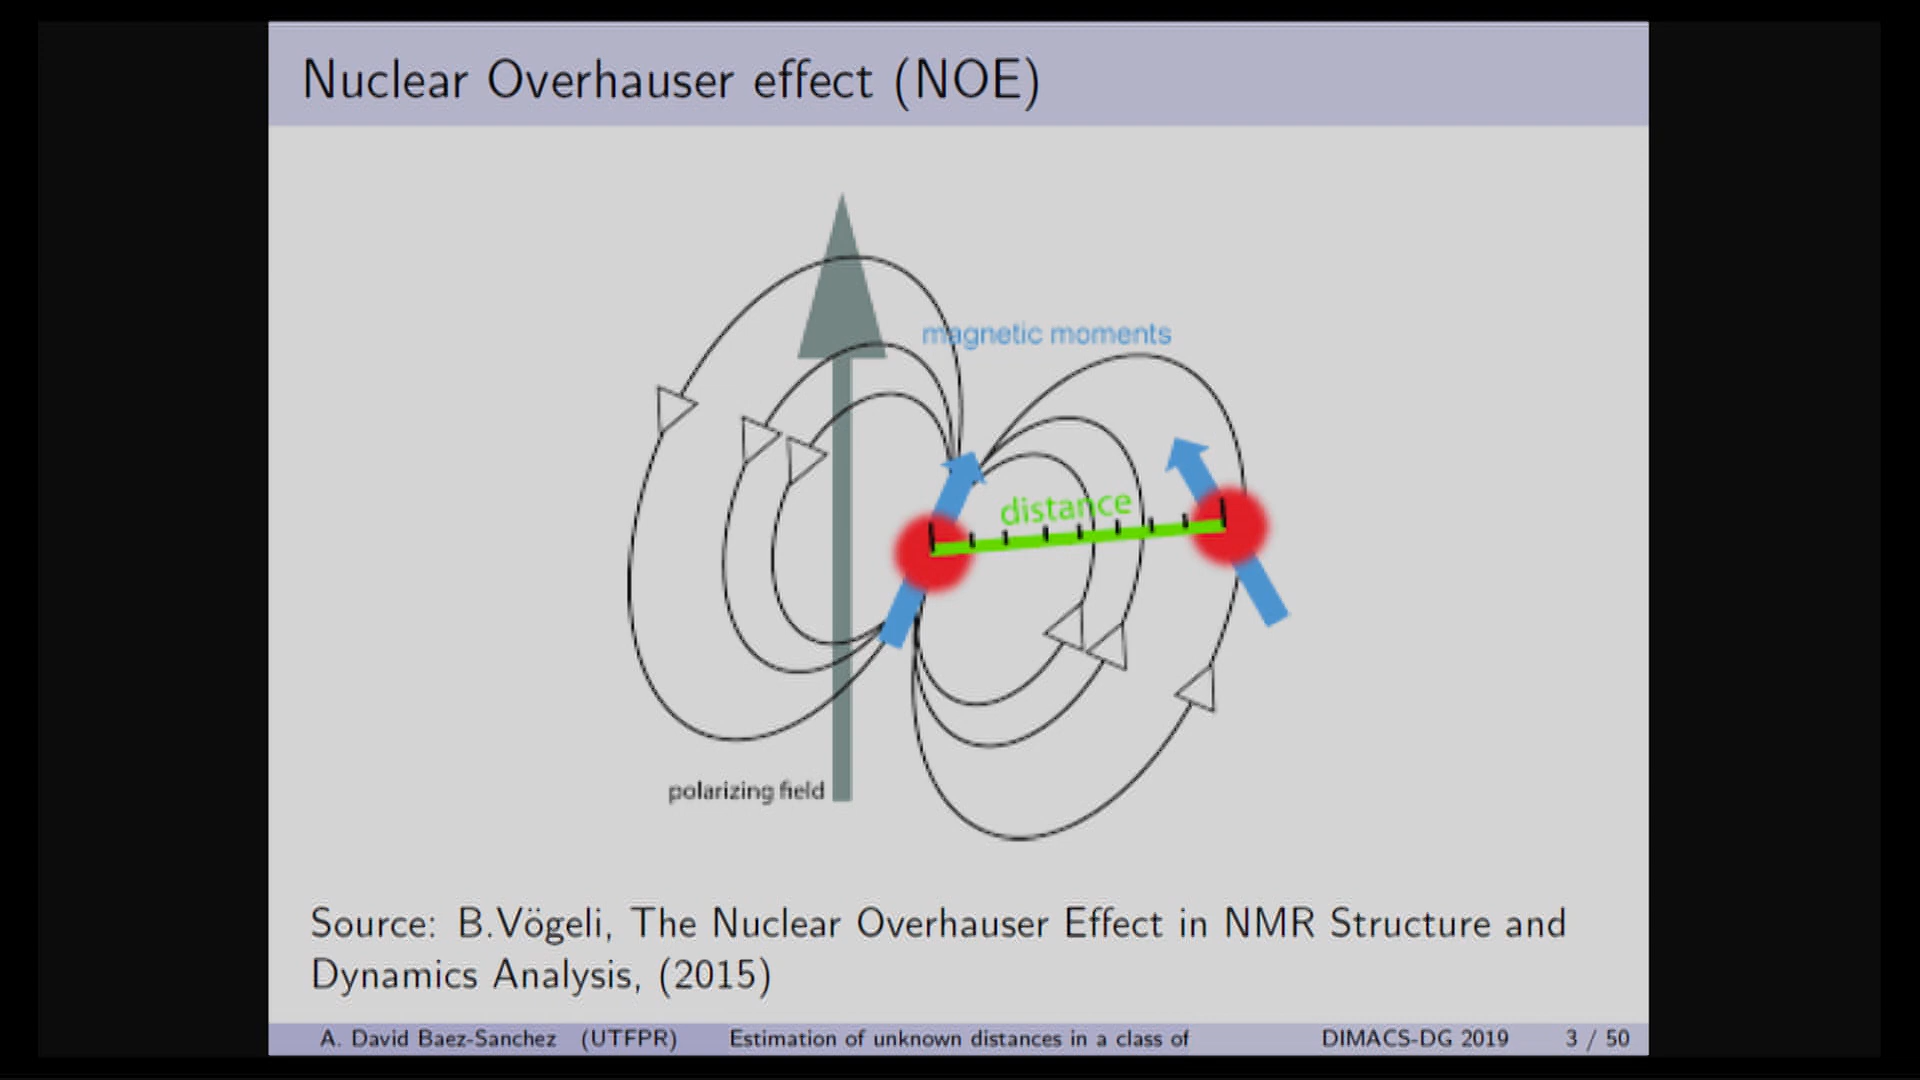 Nuclear Overhauser effect (NOE)
magnetic moments
distance
polarizing field
Source: B.Vögeli, The Nuclear Overhauser Effect in NMR Structure and
Dynamics Analysis, (2015)
A. David Baez-Sanchez (UTFPR) Estimation of unknown distances in a class of DIMACS-DG 2019 3 / 50